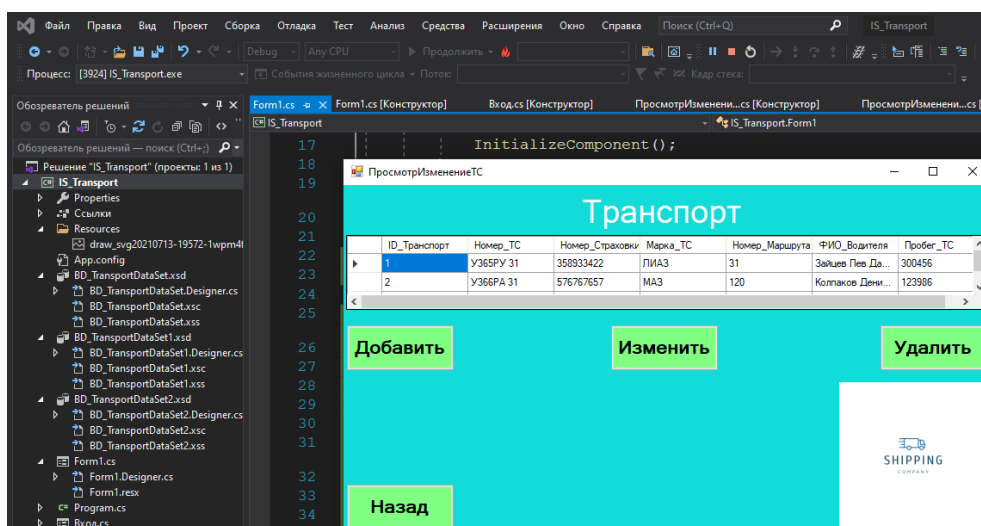 Файл Правка Вид Проект Сборка Отладка Тест Анализ Средства Расширения Окно Справка Поиск (Ctrl+Q) IS_Transport
Debug Any CPU Продолжить
Процесс: [3924] IS_Transport.exe События жизненного цикла Поток: Кадр стека:
Обозреватель решений
Form1.cs Form1.cs [Конструктор] Вход.cs [Конструктор] ПросмотрИзменени...cs [Конструктор] ПросмотрИзменени...cs [
IS_Transport IS_Transport.Form1
Обозреватель решений — поиск (Ctrl+;)
Решение "IS_Transport" (проекты: 1 из 1)
IS_Transport
Properties
Ссылки
Resources
draw_svg20210713-19572-1wpm4f
App.config
BD_TransportDataSet.xsd
BD_TransportDataSet.Designer.cs
BD_TransportDataSet.xsc
BD_TransportDataSet.xss
BD_TransportDataSet1.xsd
BD_TransportDataSet1.Designer.cs
BD_TransportDataSet1.xsc
BD_TransportDataSet1.xss
BD_TransportDataSet2.xsd
BD_TransportDataSet2.Designer.cs
BD_TransportDataSet2.xsc
BD_TransportDataSet2.xss
Form1.cs
Form1.Designer.cs
Form1.resx
Program.cs
Вход.cs
17 InitializeComponent();
18
19
20
21
22
23
24
25
26
27
28
29
30
31
32
33
34
ПросмотрИзменениеТС
Транспорт
ID_Транспорт Номер_ТС Номер_Страховки Марка_ТС Номер_Маршрута ФИО_Водителя Пробег_ТС
1 У365РУ 31 358933422 ЛИАЗ 31 Зайцев Лев Да... 300456
2 У366РА 31 576767657 МАЗ 120 Колпаков Дени... 123986
Добавить Изменить Удалить
SHIPPING
COMPANY
Назад